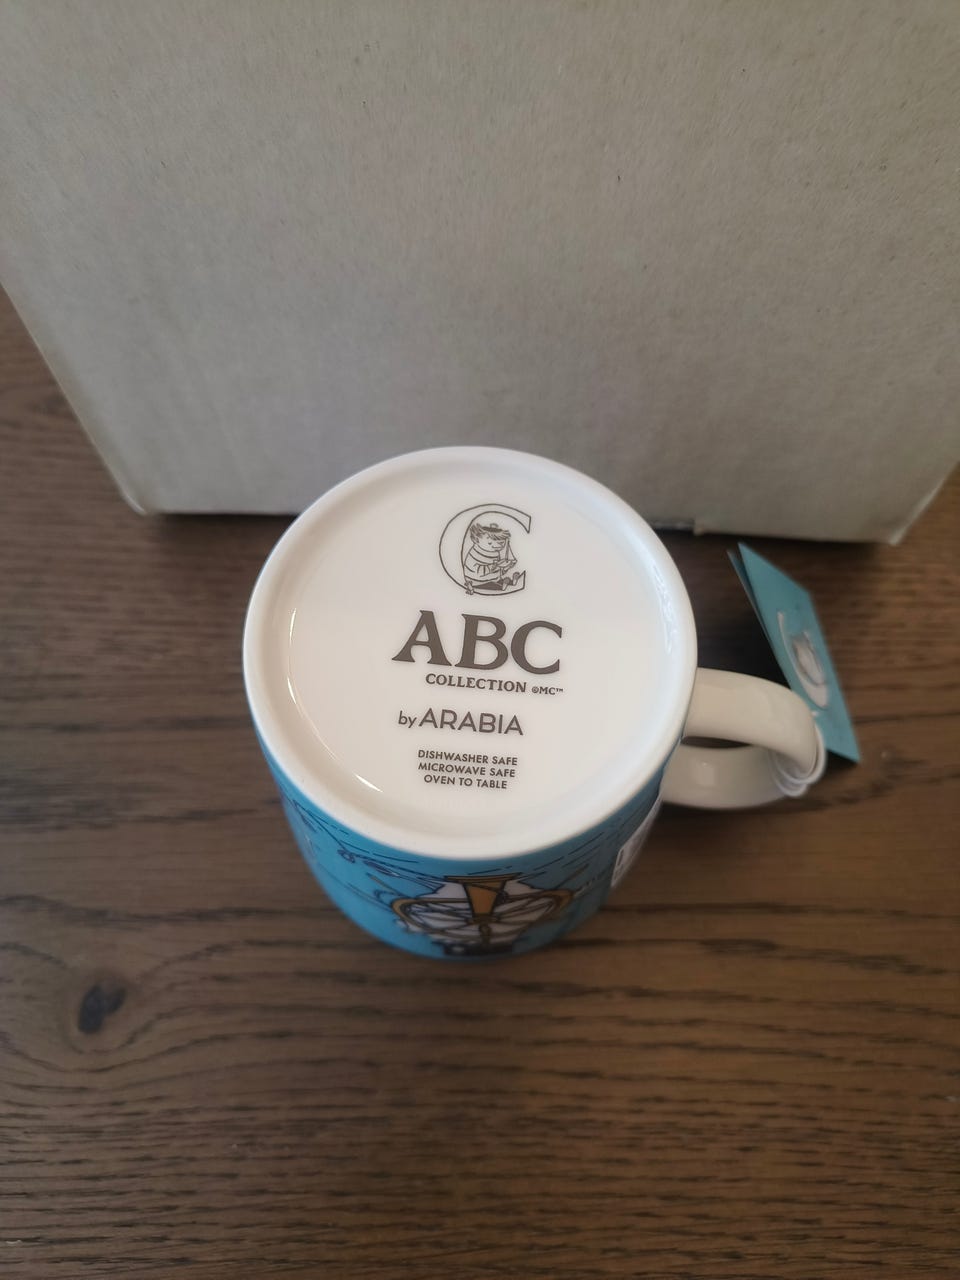 C
ABC
COLLECTION ©MC™
by ARABIA
DISHWASHER SAFE
MICROWAVE SAFE
OVEN TO TABLE